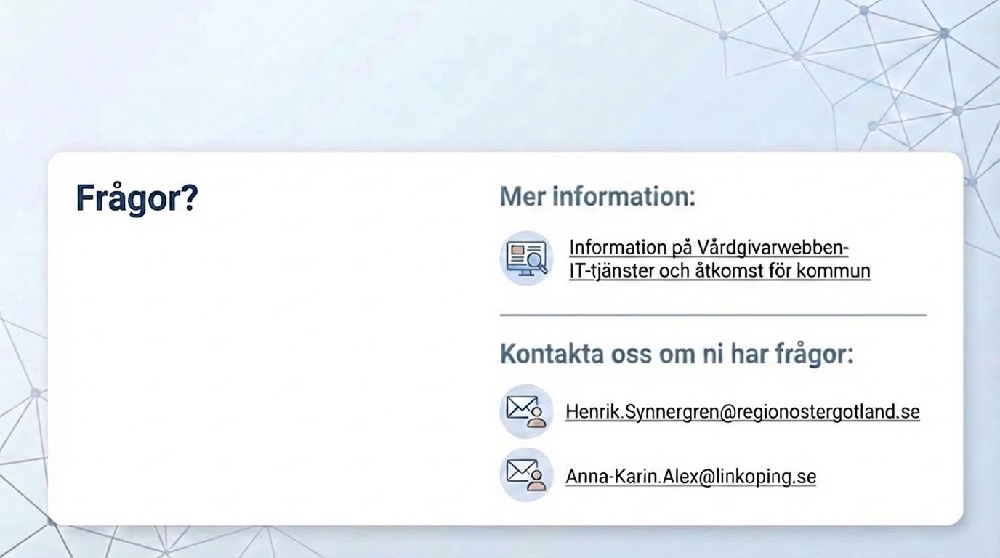 Frågor?
Mer information:
Information på Vårdgivarwebben-
IT-tjänster och åtkomst för kommun
Kontakta oss om ni har frågor:
Henrik.Synnergren@regionostergotland.se
Anna-Karin.Alex@linkoping.se